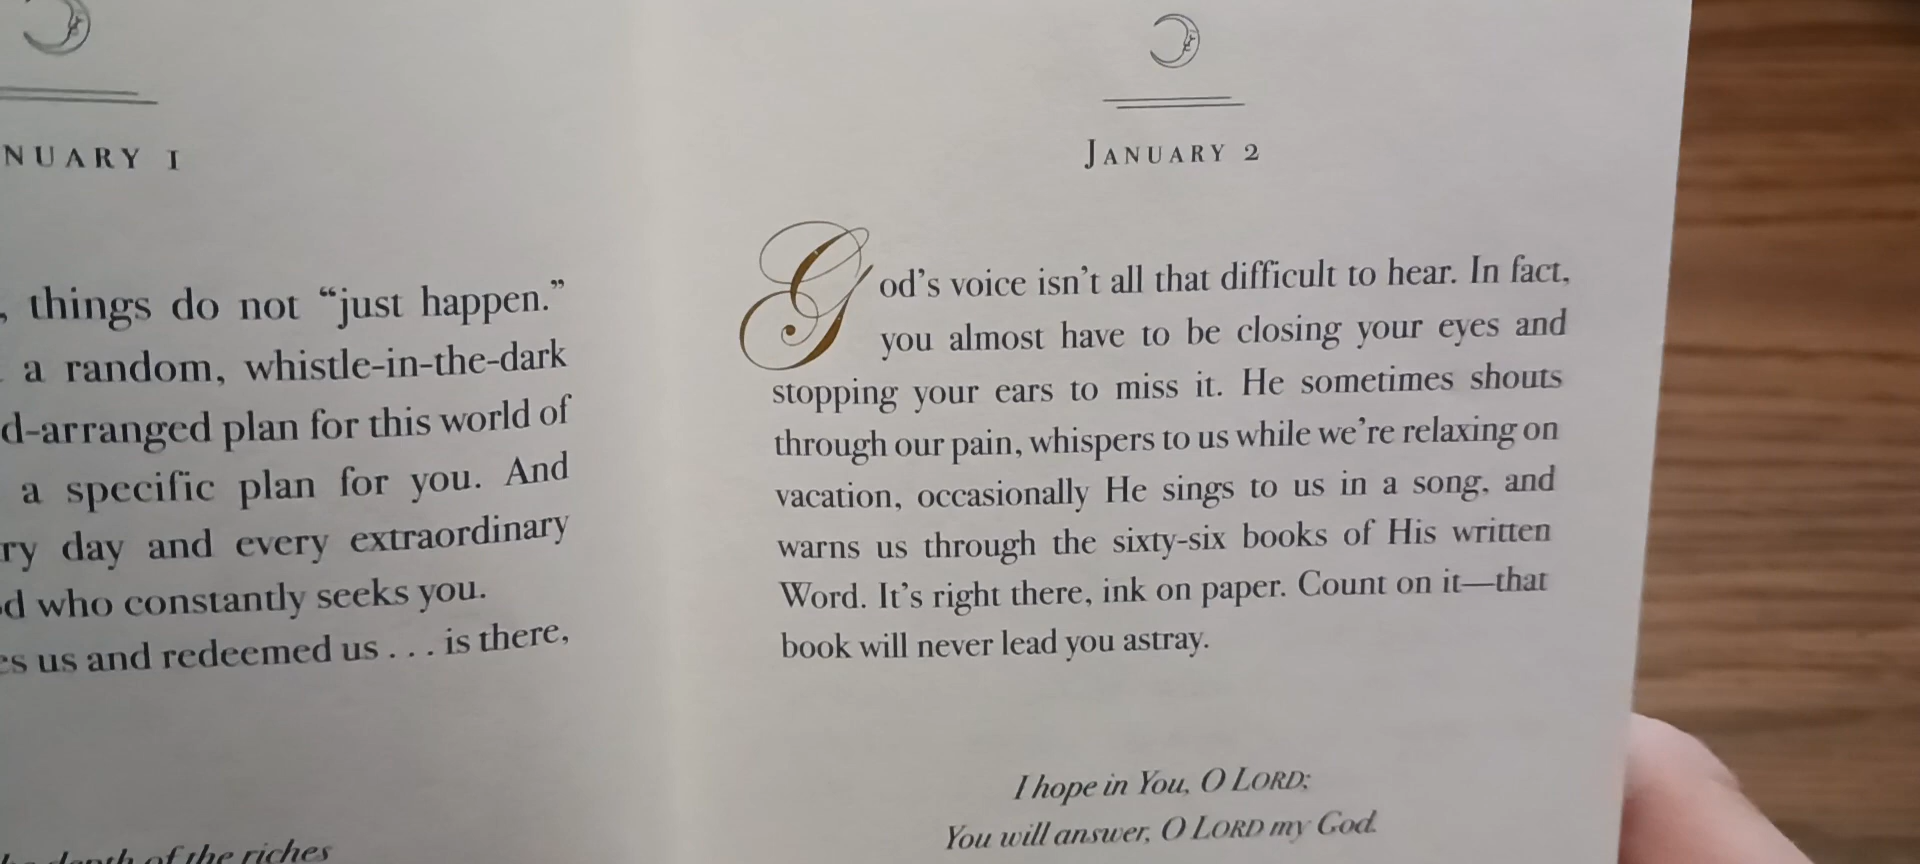 NUARY 1
, things do not “just happen.”
a random, whistle-in-the-dark
d-arranged plan for this world of
a specific plan for you. And
ry day and every extraordinary
d who constantly seeks you.
es us and redeemed us . . . is there,
depth of the riches
JANUARY 2
God’s voice isn’t all that difficult to hear. In fact,
you almost have to be closing your eyes and
stopping your ears to miss it. He sometimes shouts
through our pain, whispers to us while we’re relaxing on
vacation, occasionally He sings to us in a song, and
warns us through the sixty-six books of His written
Word. It’s right there, ink on paper. Count on it—that
book will never lead you astray.
I hope in You, O LORD;
You will answer, O LORD my God.